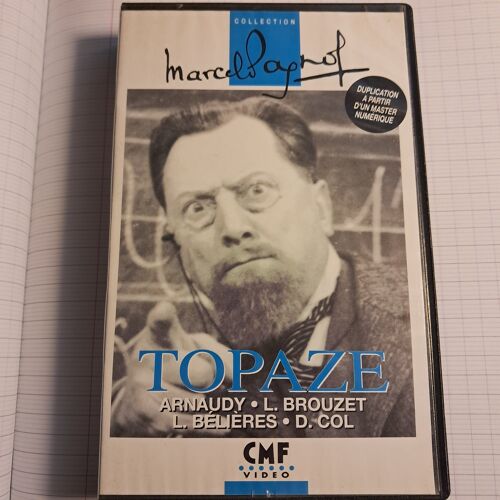 COLLECTION
Marcel Pagnol
DUPLICATION
A PARTIR
D'UN MASTER
NUMÉRIQUE
TOPAZE
ARNAUDY • L. BROUZET
L. BÉLIÈRES • D. COL
CMF
VIDEO